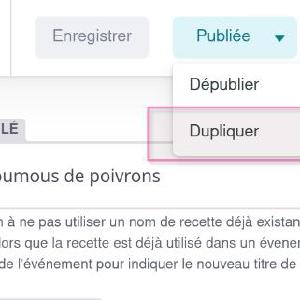 Enregistrer
Publiée
Dépublier
Dupliquer
LÉ
oumous de poivrons
à ne pas utiliser un nom de recette déjà existan
lors que la recette est déjà utilisé dans un évene
de l'événement pour indiquer le nouveau titre de